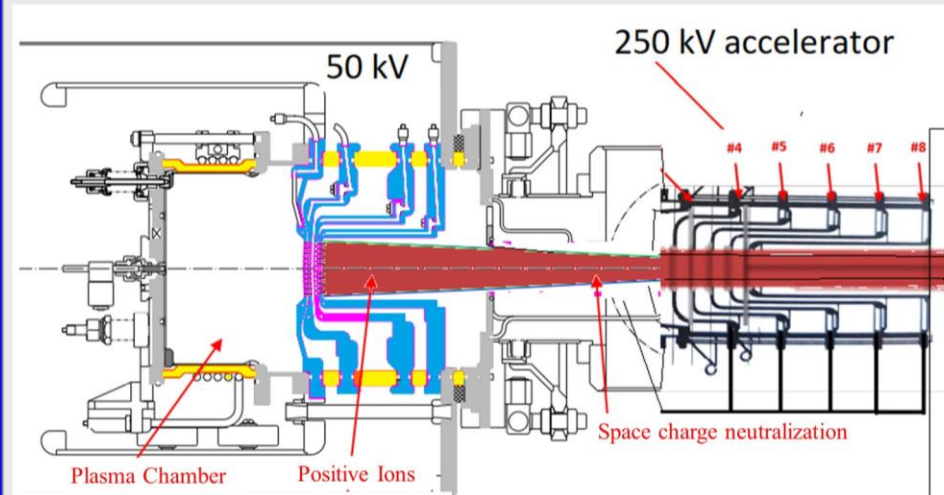 50 kV
250 kV accelerator
#4
#5
#6
#7
#8
Space charge neutralization
Plasma Chamber
Positive Ions